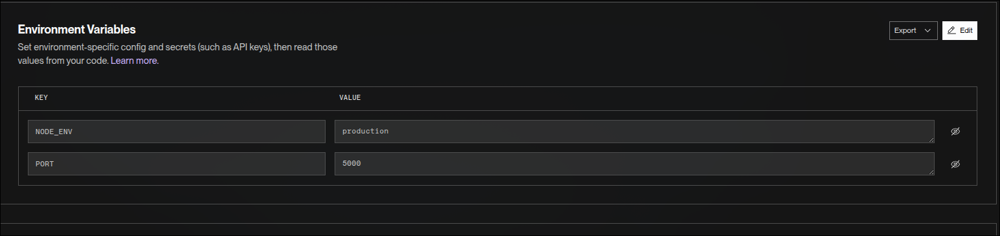 Environment Variables
Export
Edit
Set environment-specific config and secrets (such as API keys), then read those
values from your code. Learn more.
KEY VALUE
NODE_ENV production
PORT 5000